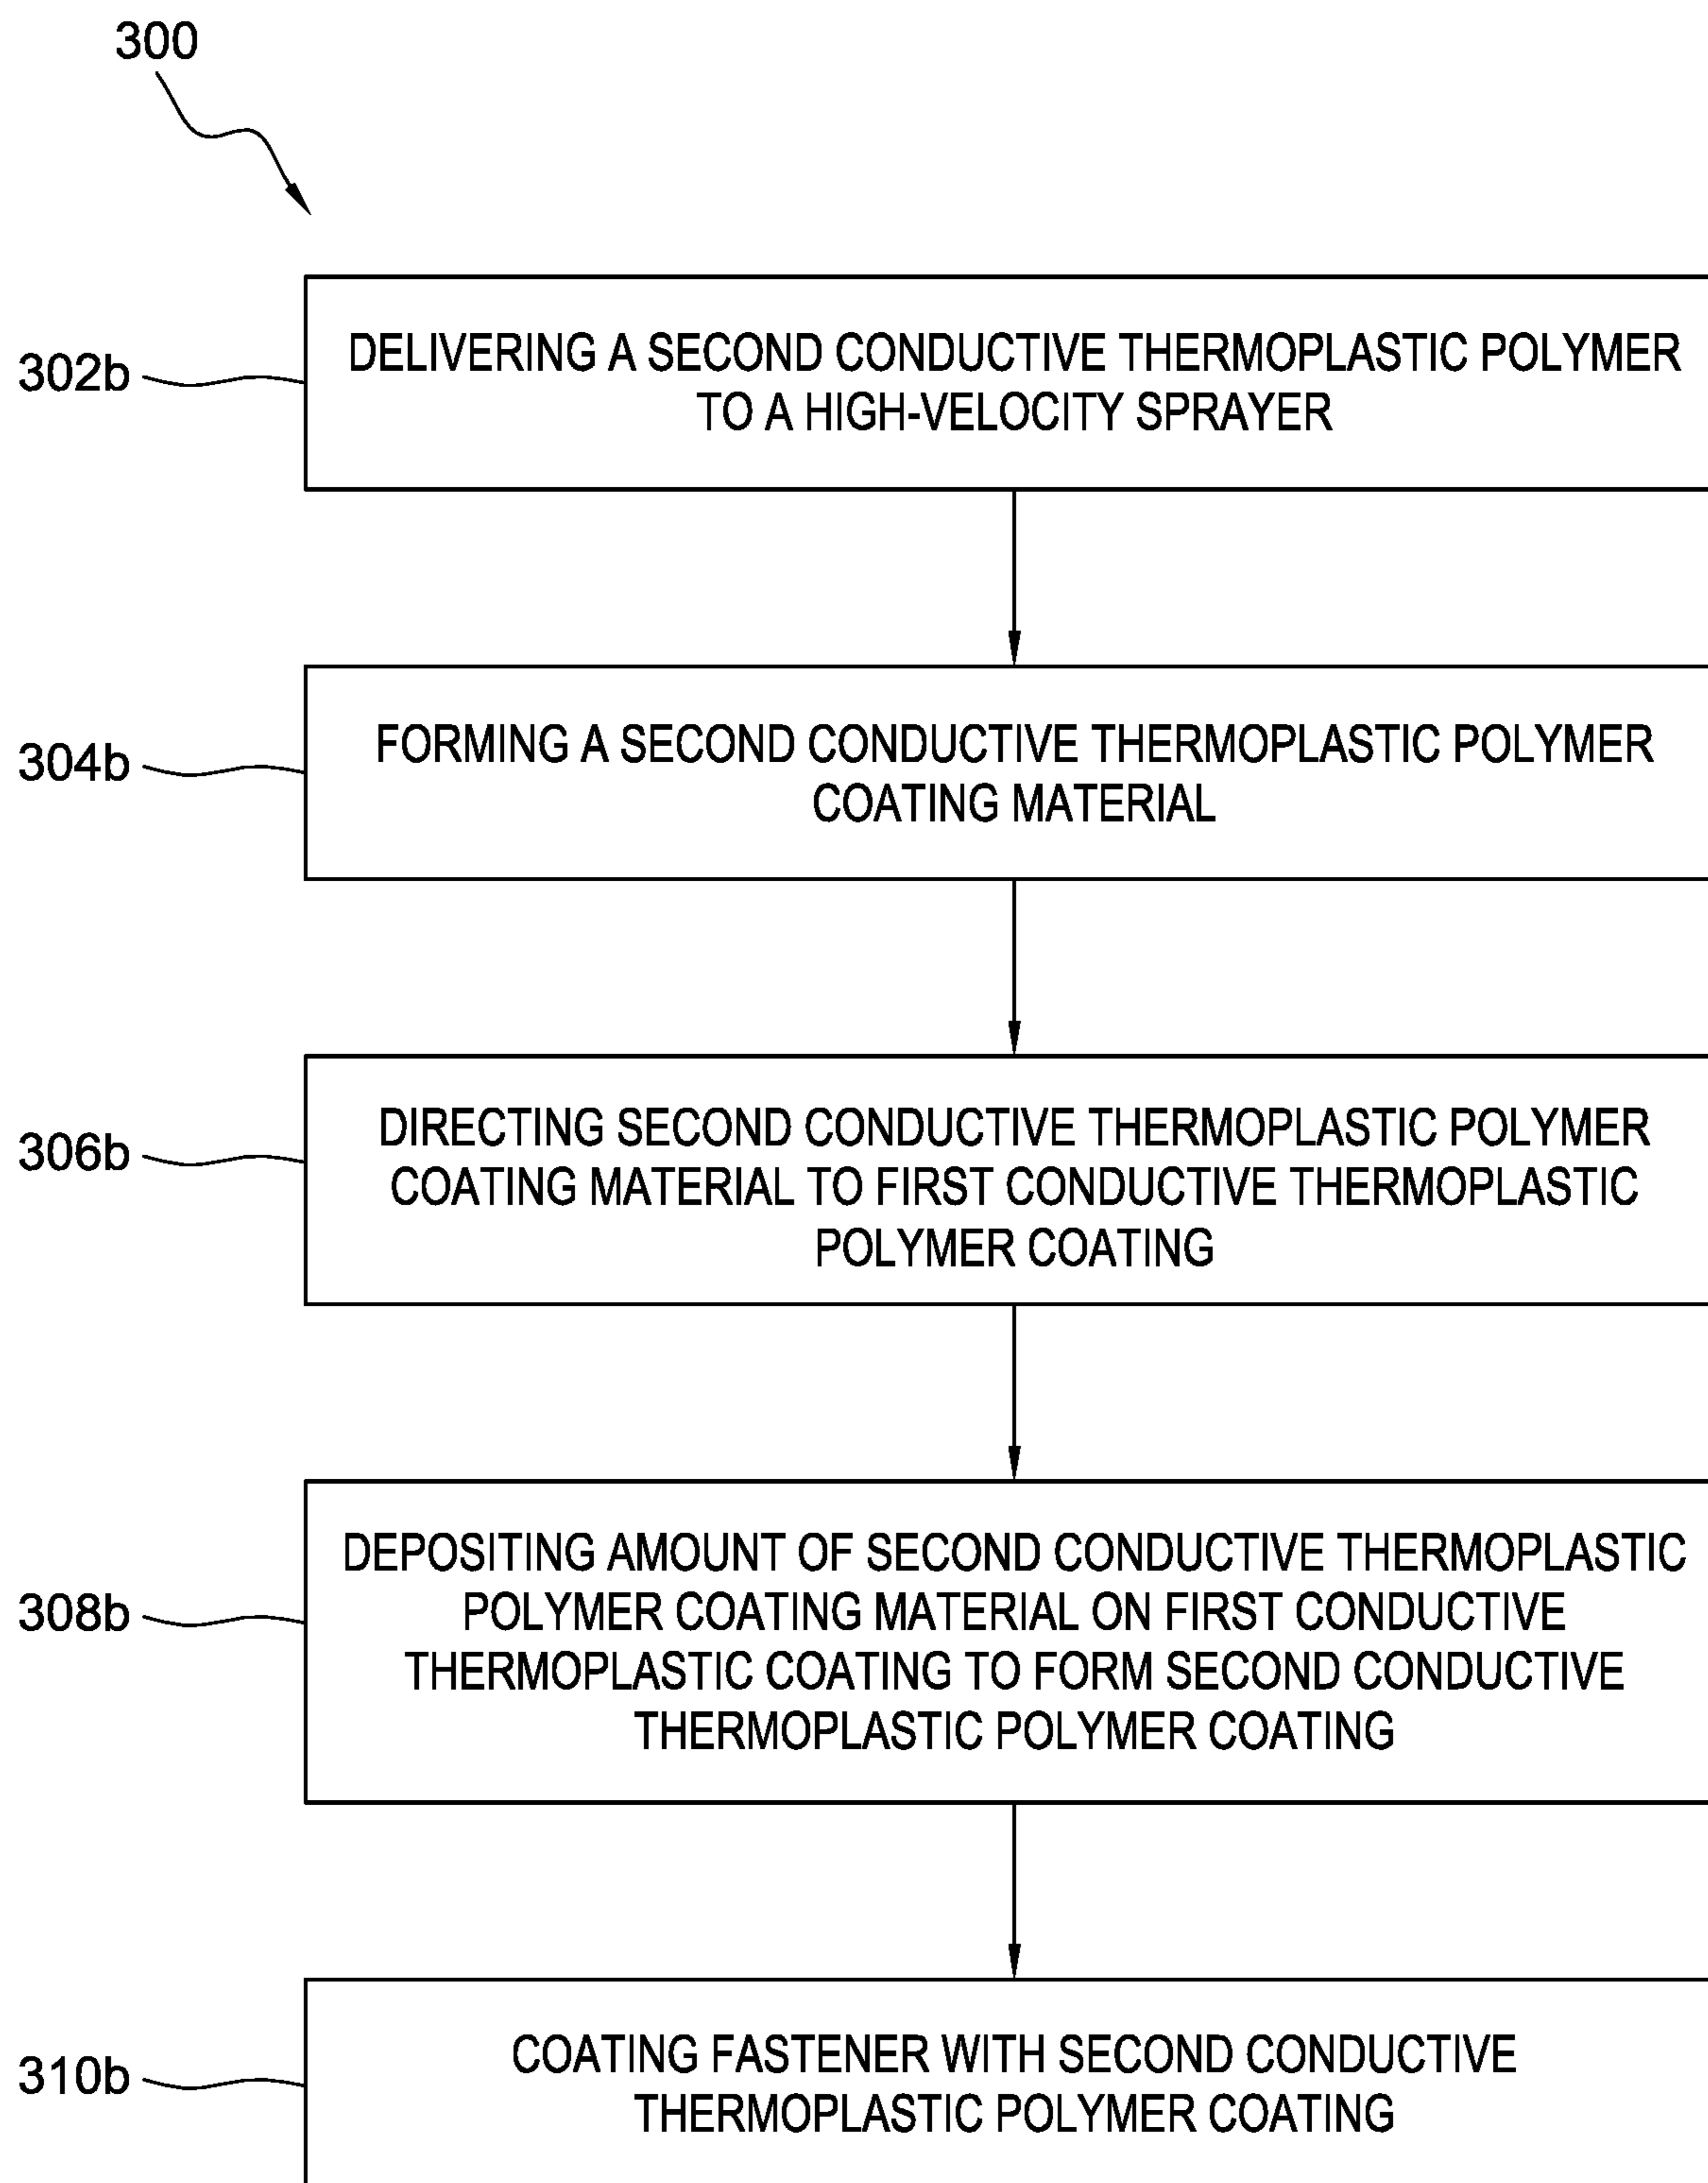 300
302b
DELIVERING A SECOND CONDUCTIVE THERMOPLASTIC POLYMER
TO A HIGH-VELOCITY SPRAYER
304b
FORMING A SECOND CONDUCTIVE THERMOPLASTIC POLYMER
COATING MATERIAL
306b
DIRECTING SECOND CONDUCTIVE THERMOPLASTIC POLYMER
COATING MATERIAL TO FIRST CONDUCTIVE THERMOPLASTIC
POLYMER COATING
308b
DEPOSITING AMOUNT OF SECOND CONDUCTIVE THERMOPLASTIC
POLYMER COATING MATERIAL ON FIRST CONDUCTIVE
THERMOPLASTIC COATING TO FORM SECOND CONDUCTIVE
THERMOPLASTIC POLYMER COATING
310b
COATING FASTENER WITH SECOND CONDUCTIVE
THERMOPLASTIC POLYMER COATING